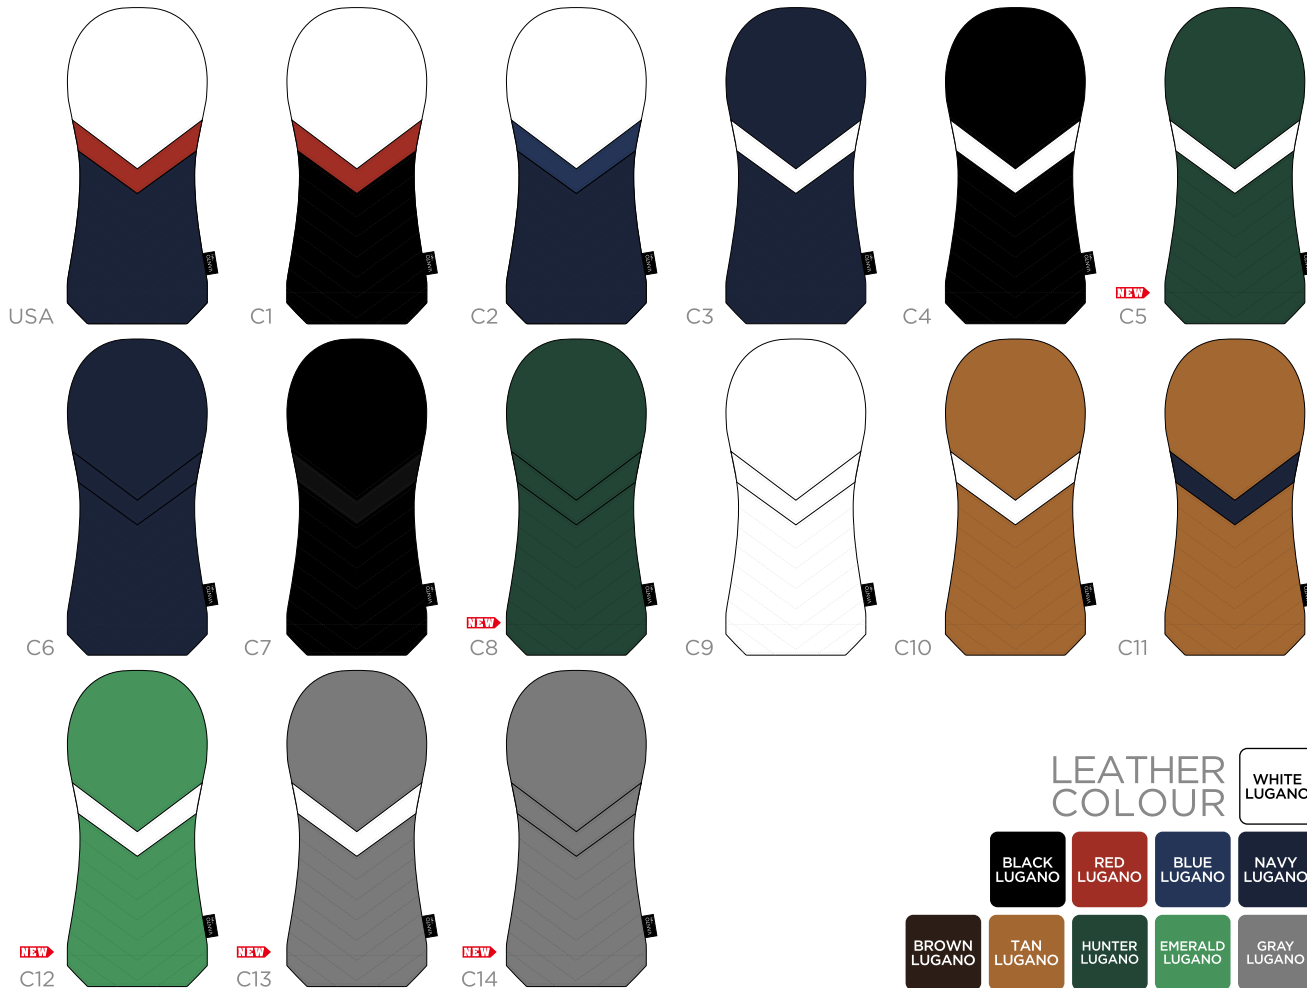 USA
C1
C2
C3
C4
NEW
C5
C6
C7
NEW
C8
C9
C10
C11
NEW
C12
NEW
C13
NEW
C14
LEATHER
COLOUR
WHITE
LUGANO
BLACK
LUGANO
RED
LUGANO
BLUE
LUGANO
NAVY
LUGANO
BROWN
LUGANO
TAN
LUGANO
HUNTER
LUGANO
EMERALD
LUGANO
GRAY
LUGANO